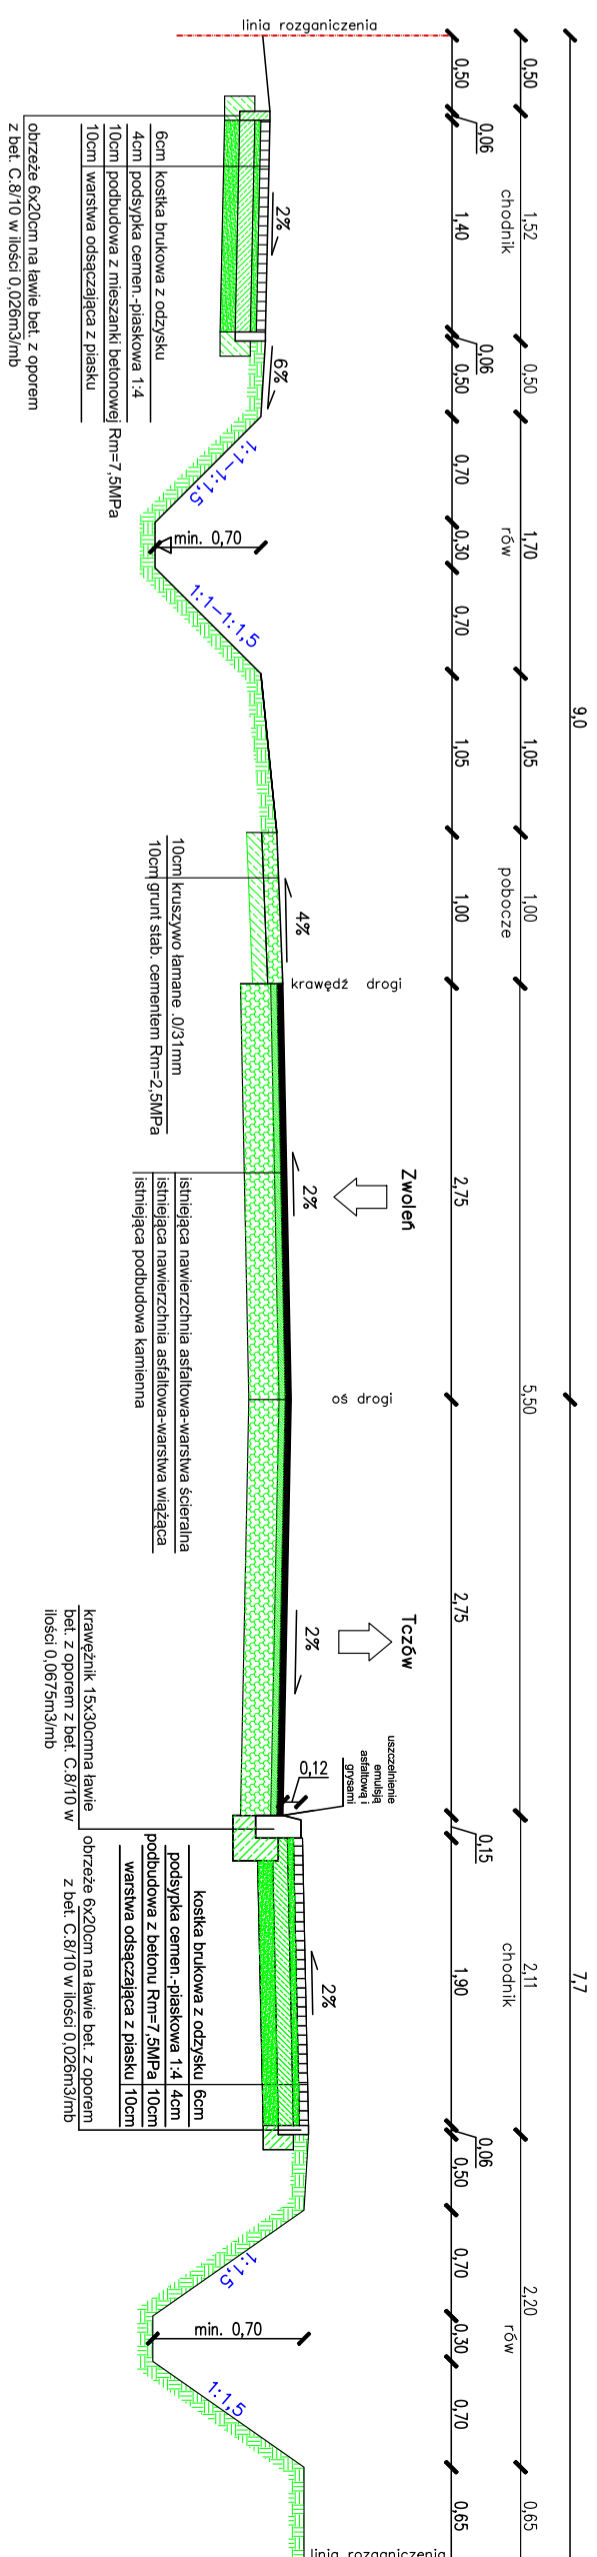 linia rozganiczenia
9,0
7,7
0,50
1,52
chodnik
0,50
1,70
rów
1,05
1,00
pobocze
5,50
2,11
chodnik
2,20
rów
0,65
0,50
0,06
1,40
0,06
0,50
0,70
0,30
0,70
1,05
1,00
2,75
2,75
0,15
1,90
0,06
0,50
0,70
0,30
0,70
0,65
linia rozganiczenia
Zwoleń
Tczów
krawędź drogi
oś drogi
uszczelnienie
emulsją
asfaltową i
grysami
0,12
2%
6%
4%
2%
2%
2%
1:1-1:1,5
min. 0,70
1:1-1:1,5
1:1,5
min. 0,70
1:1,5
6cm kostka brukowa z odzysku
4cm podsypka cemen.-piaskowa 1:4
10cm podbudowa z mieszanki betonowej Rm=7,5MPa
10cm warstwa odsączająca z piasku
obrzeże 6x20cm na ławie bet. z oporem
z bet. C.8/10 w ilości 0,026m3/mb
10cm kruszywo łamane .0/31mm
10cm grunt stab. cementem Rm=2,5MPa
istniejąca nawierzchnia asfaltowa-warstwa ścieralna
istniejąca nawierzchnia asfaltowa-warstwa wiążąca
istniejąca podbudowa kamienna
krawężnik 15x30cmna ławie
bet. z oporem z bet. C.8/10 w
ilości 0,0675m3/mb
kostka brukowa z odzysku 6cm
podsypka cemen.-piaskowa 1:4 4cm
podbudowa z betonu Rm=7,5MPa 10cm
warstwa odsączająca z piasku 10cm
obrzeże 6x20cm na ławie bet. z oporem
z bet. C.8/10 w ilości 0,026m3/mb